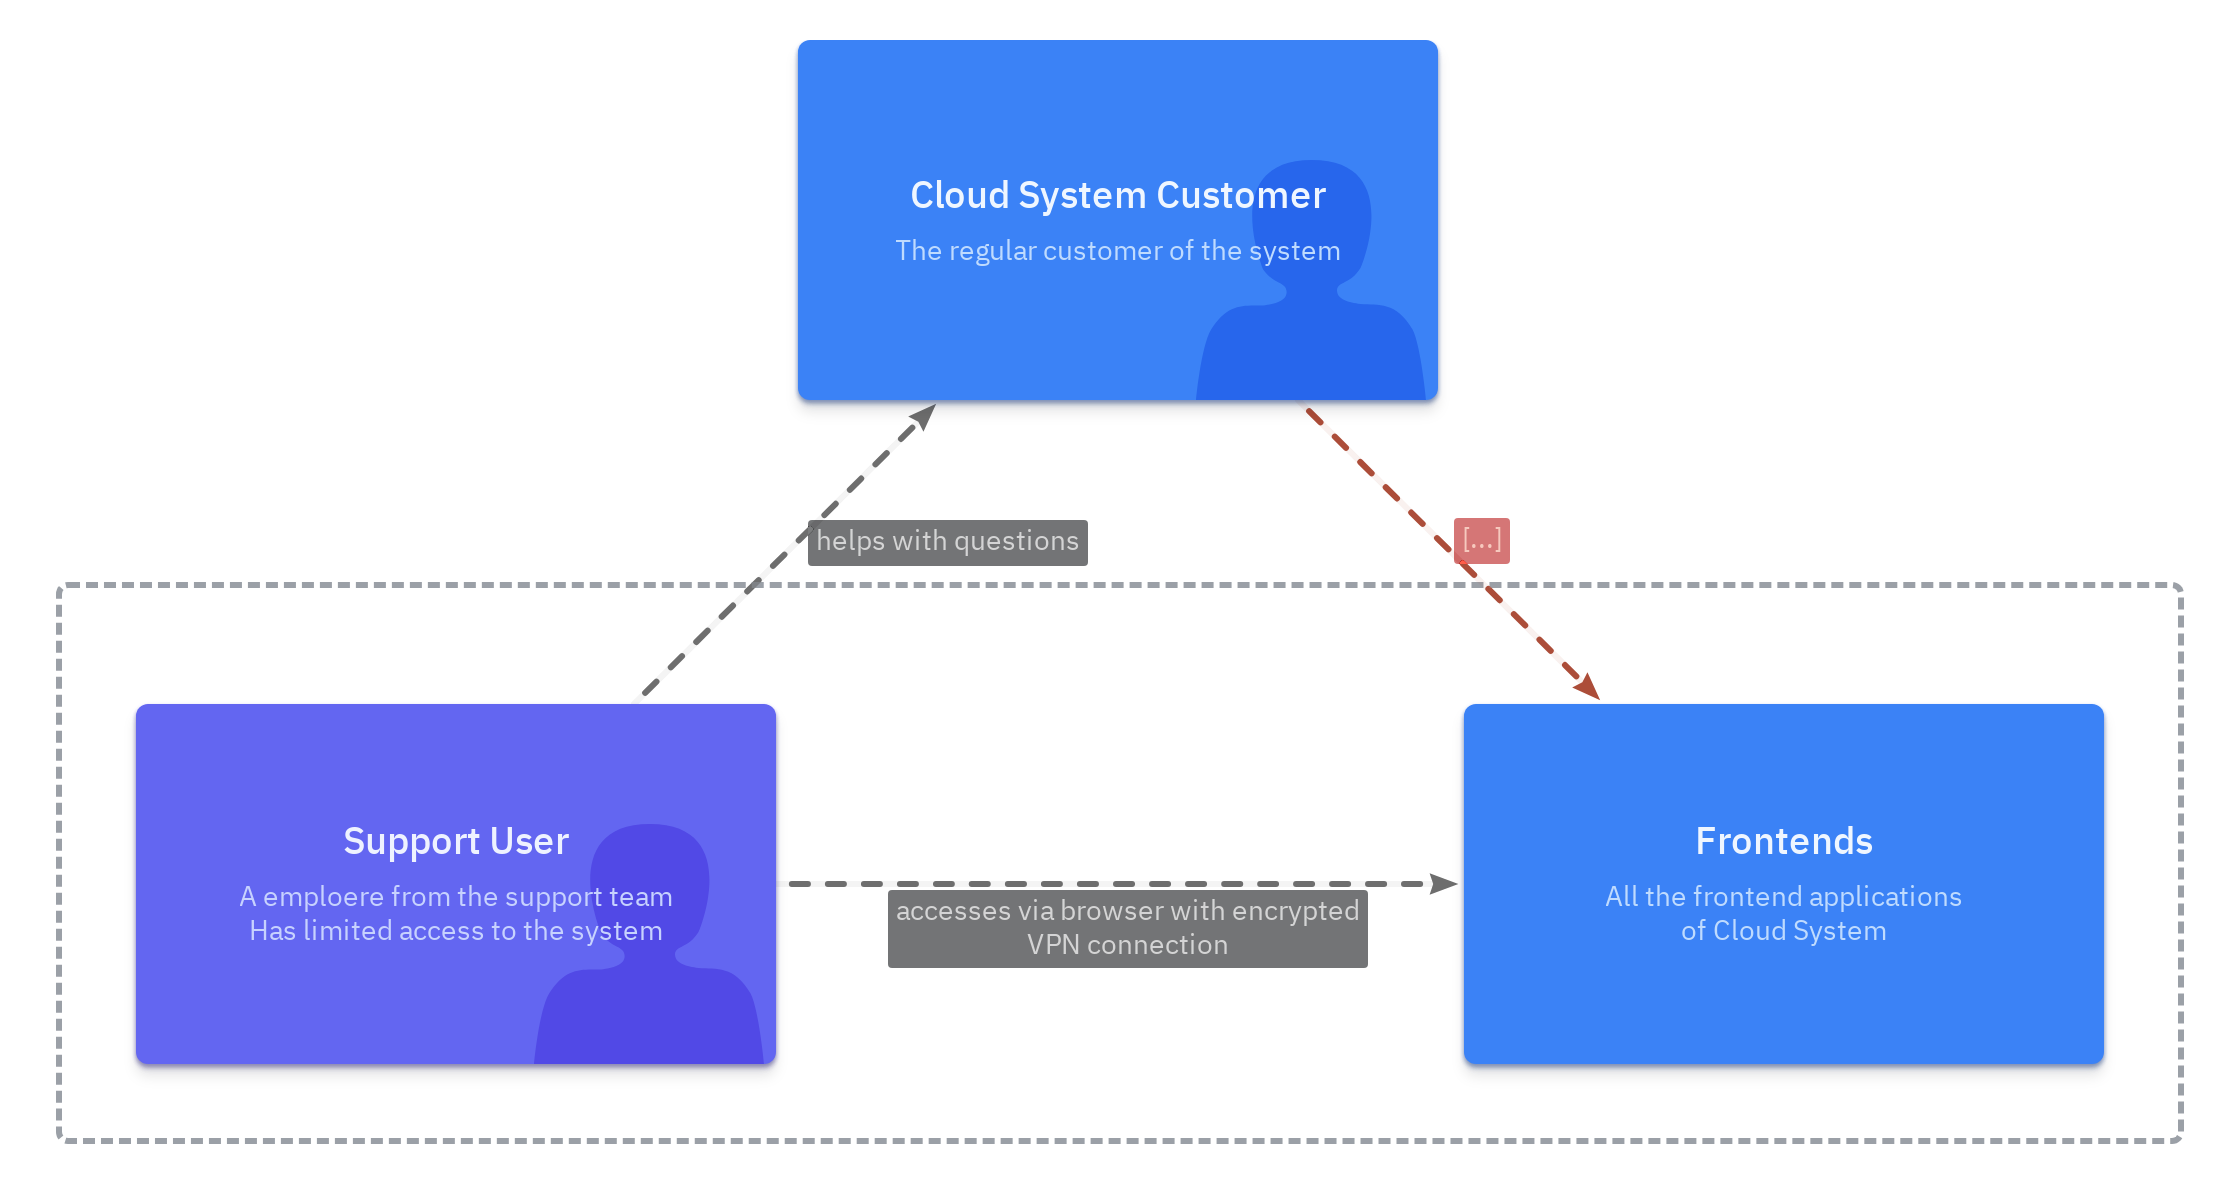 Cloud System Customer
The regular customer of the system
helps with questions
[...]
Support User
A emploere from the support team
Has limited access to the system
accesses via browser with encrypted
VPN connection
Frontends
All the frontend applications
of Cloud System